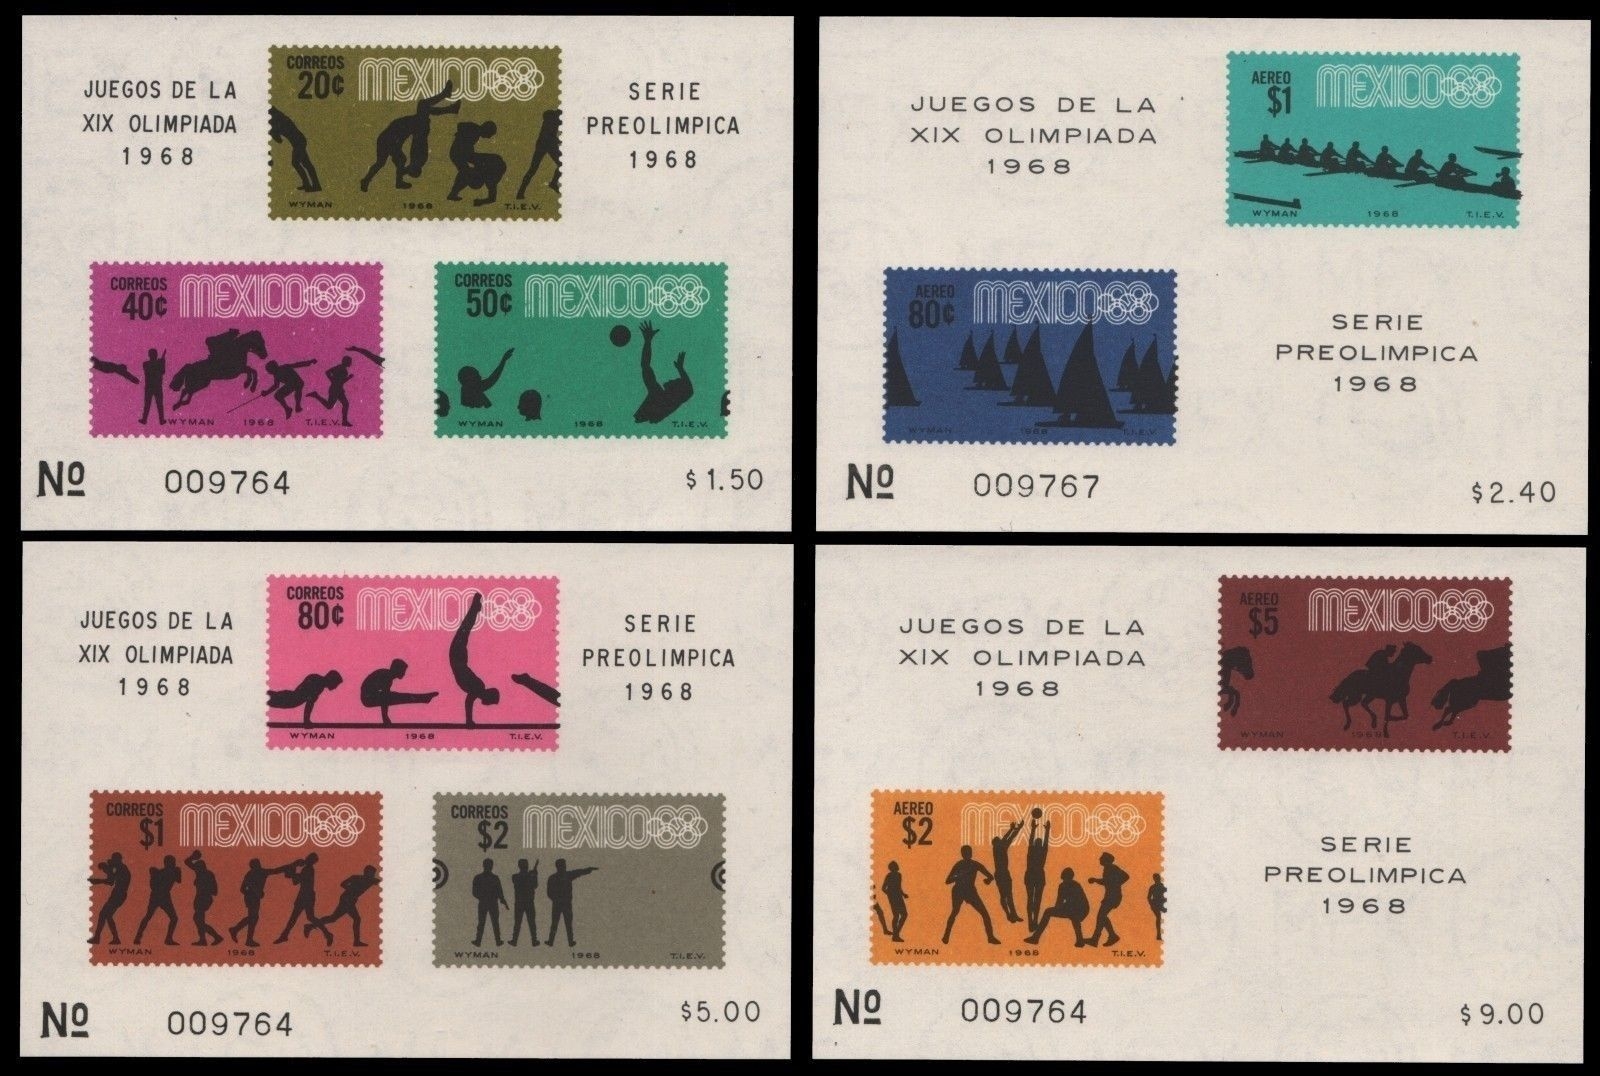 JUEGOS DE LA
XIX OLIMPIADA
1968
CORREOS
20¢
MEXICO68
WYMAN 1968 T.I.E.V.
SERIE
PREOLIMPICA
1968
CORREOS
40¢
MEXICO68
WYMAN 1968 T.I.E.V.
CORREOS
50¢
MEXICO68
WYMAN 1968 T.I.E.V.
Nº 009764
$1.50
JUEGOS DE LA
XIX OLIMPIADA
1968
AEREO
$1
MEXICO68
WYMAN 1968 T.I.E.V.
AEREO
80¢
MEXICO68
WYMAN 1968 T.I.E.V.
SERIE
PREOLIMPICA
1968
Nº 009767
$2.40
JUEGOS DE LA
XIX OLIMPIADA
1968
CORREOS
80¢
MEXICO68
WYMAN 1968 T.I.E.V.
SERIE
PREOLIMPICA
1968
CORREOS
$1
MEXICO68
WYMAN 1968 T.I.E.V.
CORREOS
$2
MEXICO68
WYMAN 1968 T.I.E.V.
Nº 009764
$5.00
JUEGOS DE LA
XIX OLIMPIADA
1968
AEREO
$5
MEXICO68
WYMAN 1968 T.I.E.V.
AEREO
$2
MEXICO68
WYMAN 1968 T.I.E.V.
SERIE
PREOLIMPICA
1968
Nº 009764
$9.00